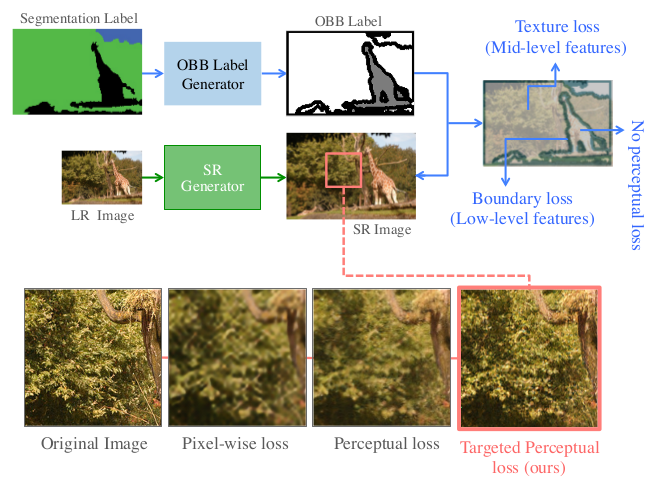 Segmentation Label
OBB Label
OBB Label
Generator
Texture loss
(Mid-level features)
SR
Generator
LR Image
SR Image
No perceptual
loss
Boundary loss
(Low-level features)
Original Image
Pixel-wise loss
Perceptual loss
Targeted Perceptual
loss (ours)